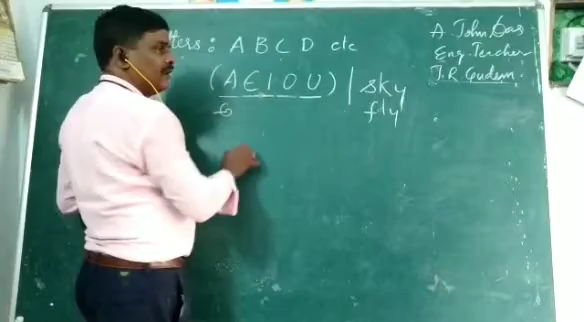 tters: A B C D etc
(A E I O U) | sky
fly
A. John Das
Eng. Teacher
T.R Gudem.